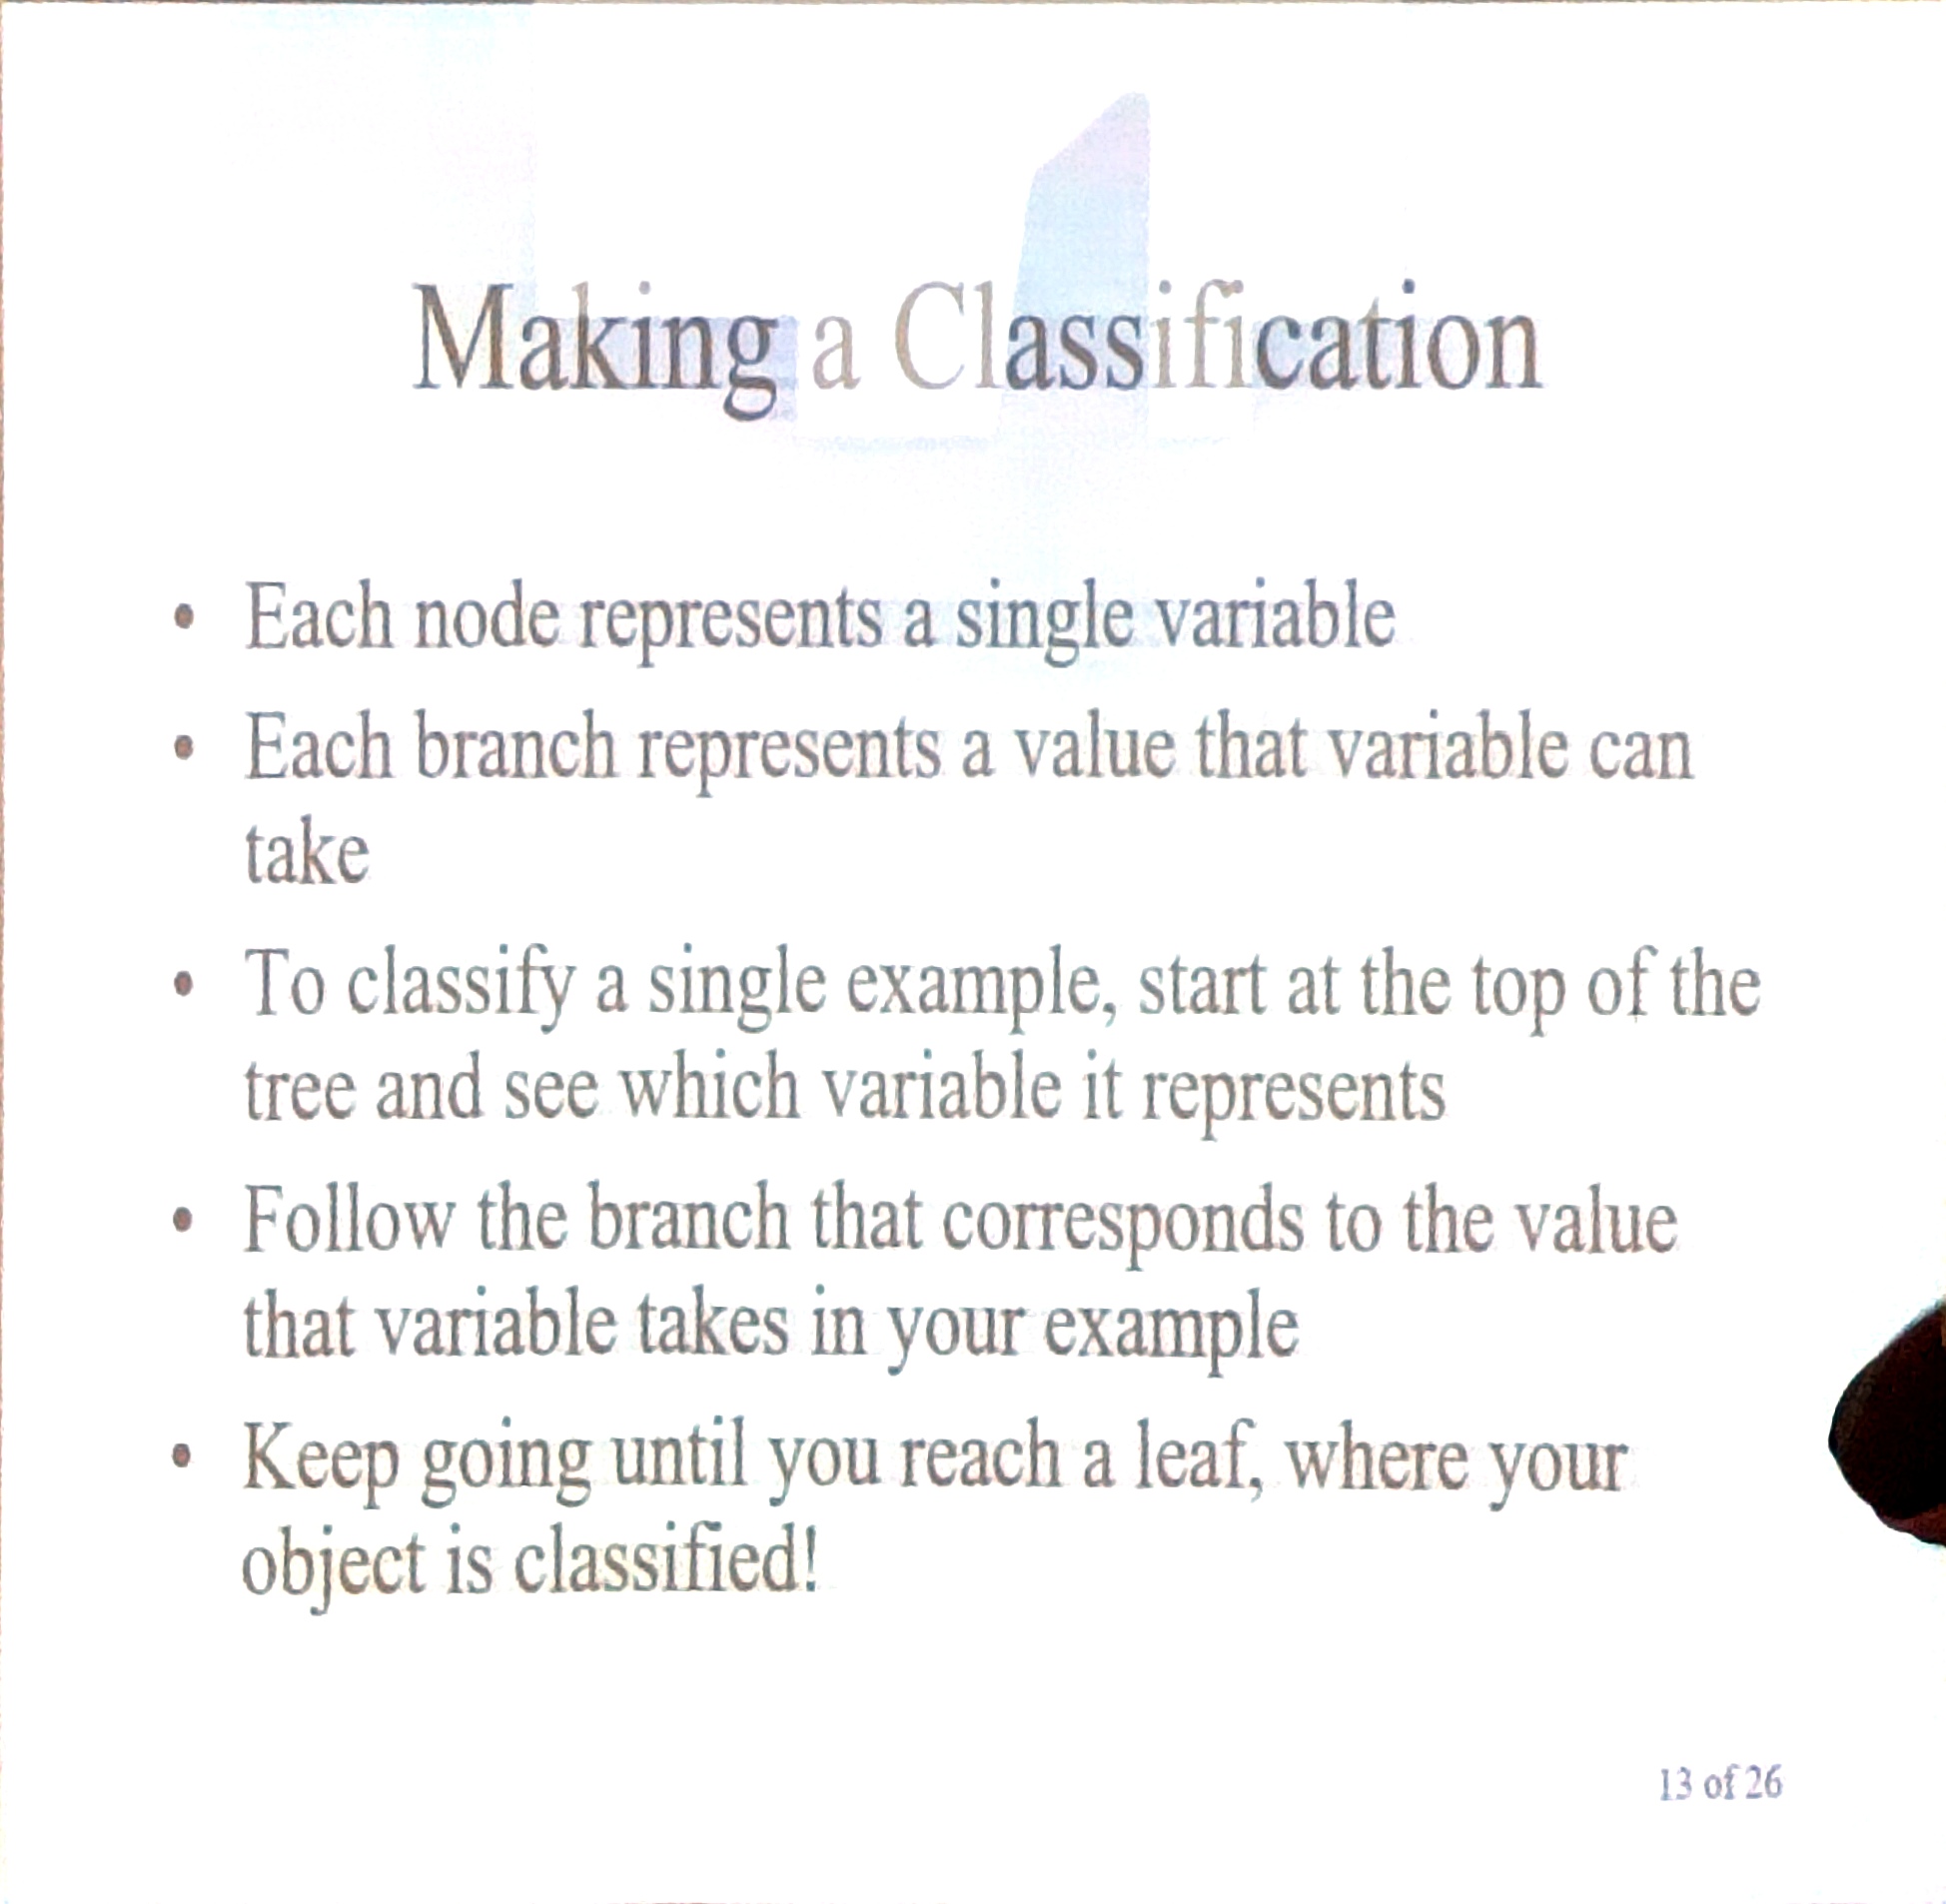 Making a Classification
• Each node represents a single variable
• Each branch represents a value that variable can
take
• To classify a single example, start at the top of the
tree and see which variable it represents
• Follow the branch that corresponds to the value
that variable takes in your example
• Keep going until you reach a leaf, where your
object is classified!
13 of 26